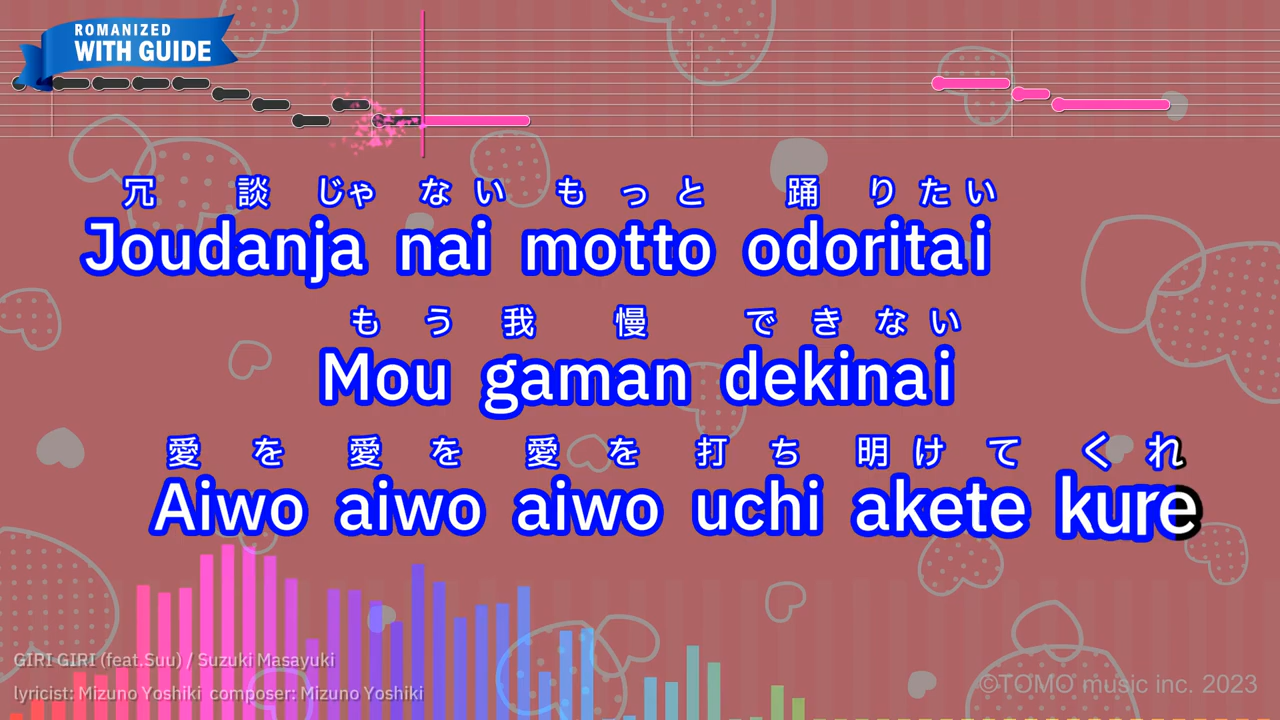 ROMANIZED
WITH GUIDE
冗談じゃないもっと踊りたい
Joudanja nai motto odoritai
もう我慢できない
Mou gaman dekinai
愛を愛を愛を打ち明けてくれ
Aiwo aiwo aiwo uchi akete kure
GIRI GIRI (feat.Suu) / Suzuki Masayuki
lyricist: Mizuno Yoshiki composer: Mizuno Yoshiki
©TOMO music inc. 2023